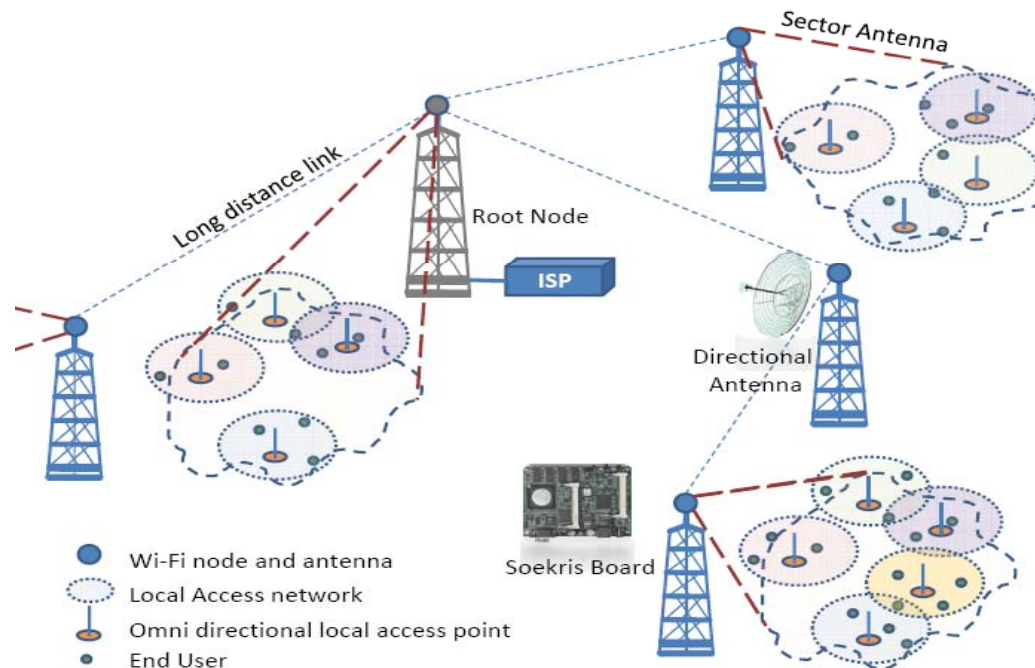 Sector Antenna
Long distance link
Root Node
ISP
Directional
Antenna
Soekris Board
Wi-Fi node and antenna
Local Access network
Omni directional local access point
End User